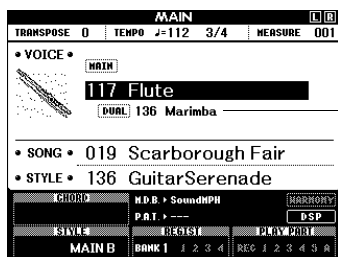 MAIN L R
TRANSPOSE 0 TEMPO ♩=112 3/4 MEASURE 001
• VOICE •
MAIN
117 Flute
DUAL 136 Marimba
• SONG • 019 Scarborough Fair
• STYLE • 136 GuitarSerenade
CHORD M.D.B. ▸ SoundMPH HARMONY
P.A.T. ▸ --- DSP
STYLE REGIST PLAY PART
MAIN B BANK 1 1 2 3 4 REC 1 2 3 4 5 A